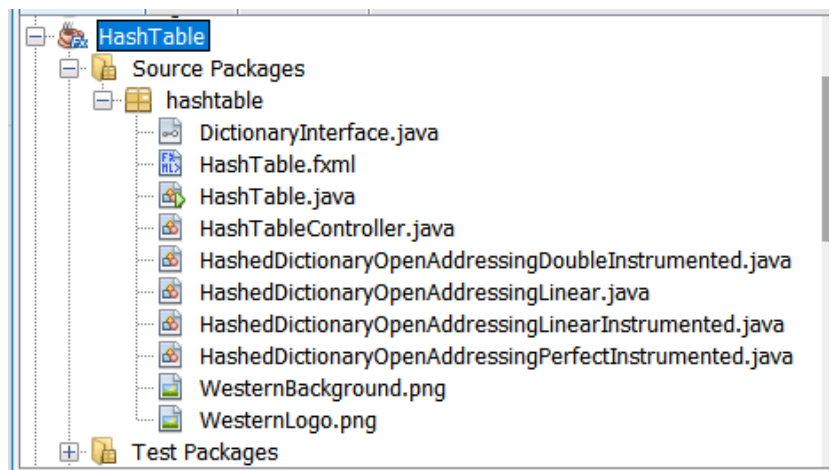 HashTable
Source Packages
hashtable
DictionaryInterface.java
HashTable.fxml
HashTable.java
HashTableController.java
HashedDictionaryOpenAddressingDoubleInstrumented.java
HashedDictionaryOpenAddressingLinear.java
HashedDictionaryOpenAddressingLinearInstrumented.java
HashedDictionaryOpenAddressingPerfectInstrumented.java
WesternBackground.png
WesternLogo.png
Test Packages